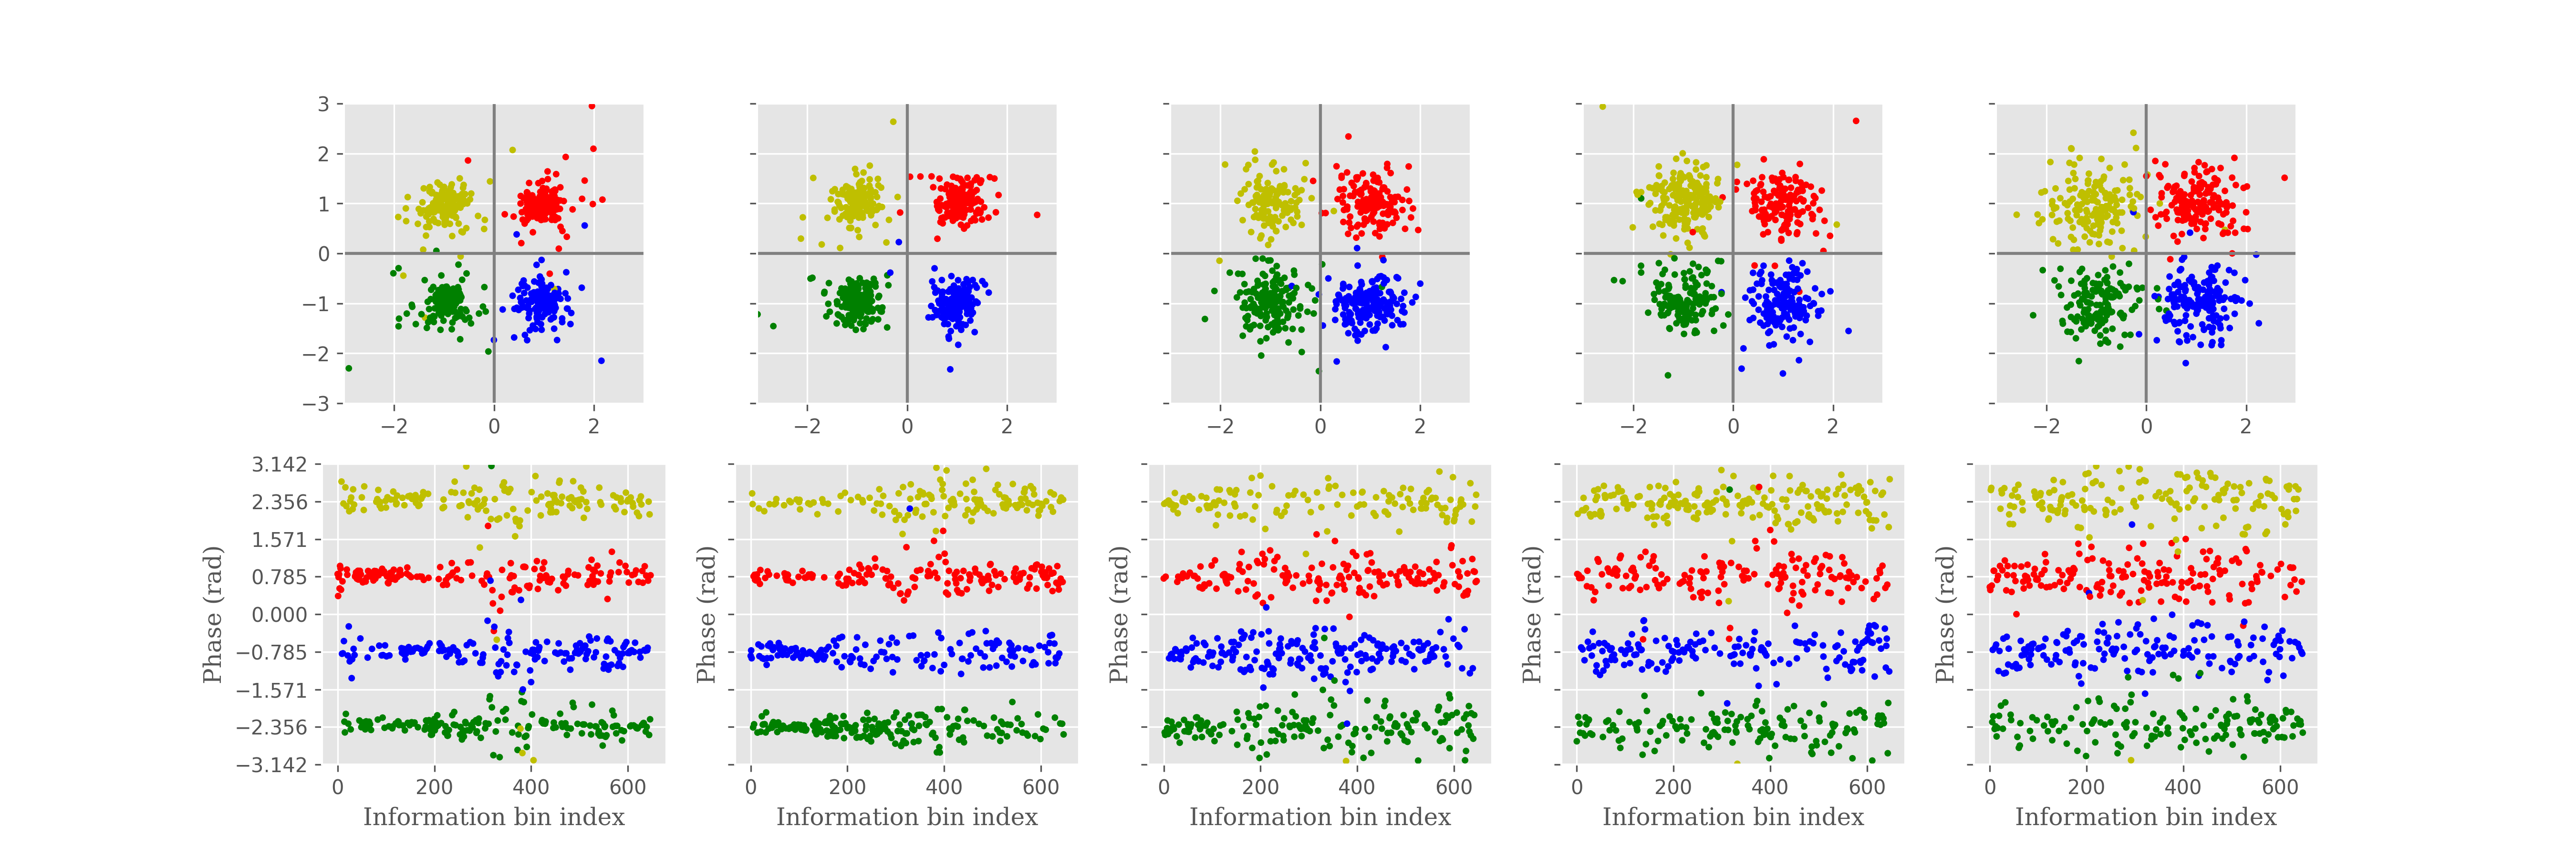 3
2
1
0
−1
−2
−3
−2 0 2
−2 0 2
−2 0 2
−2 0 2
−2 0 2
3.142
2.356
1.571
0.785
0.000
−0.785
−1.571
−2.356
−3.142
Phase (rad)
Phase (rad)
Phase (rad)
Phase (rad)
Phase (rad)
0 200 400 600
0 200 400 600
0 200 400 600
0 200 400 600
0 200 400 600
Information bin index
Information bin index
Information bin index
Information bin index
Information bin index